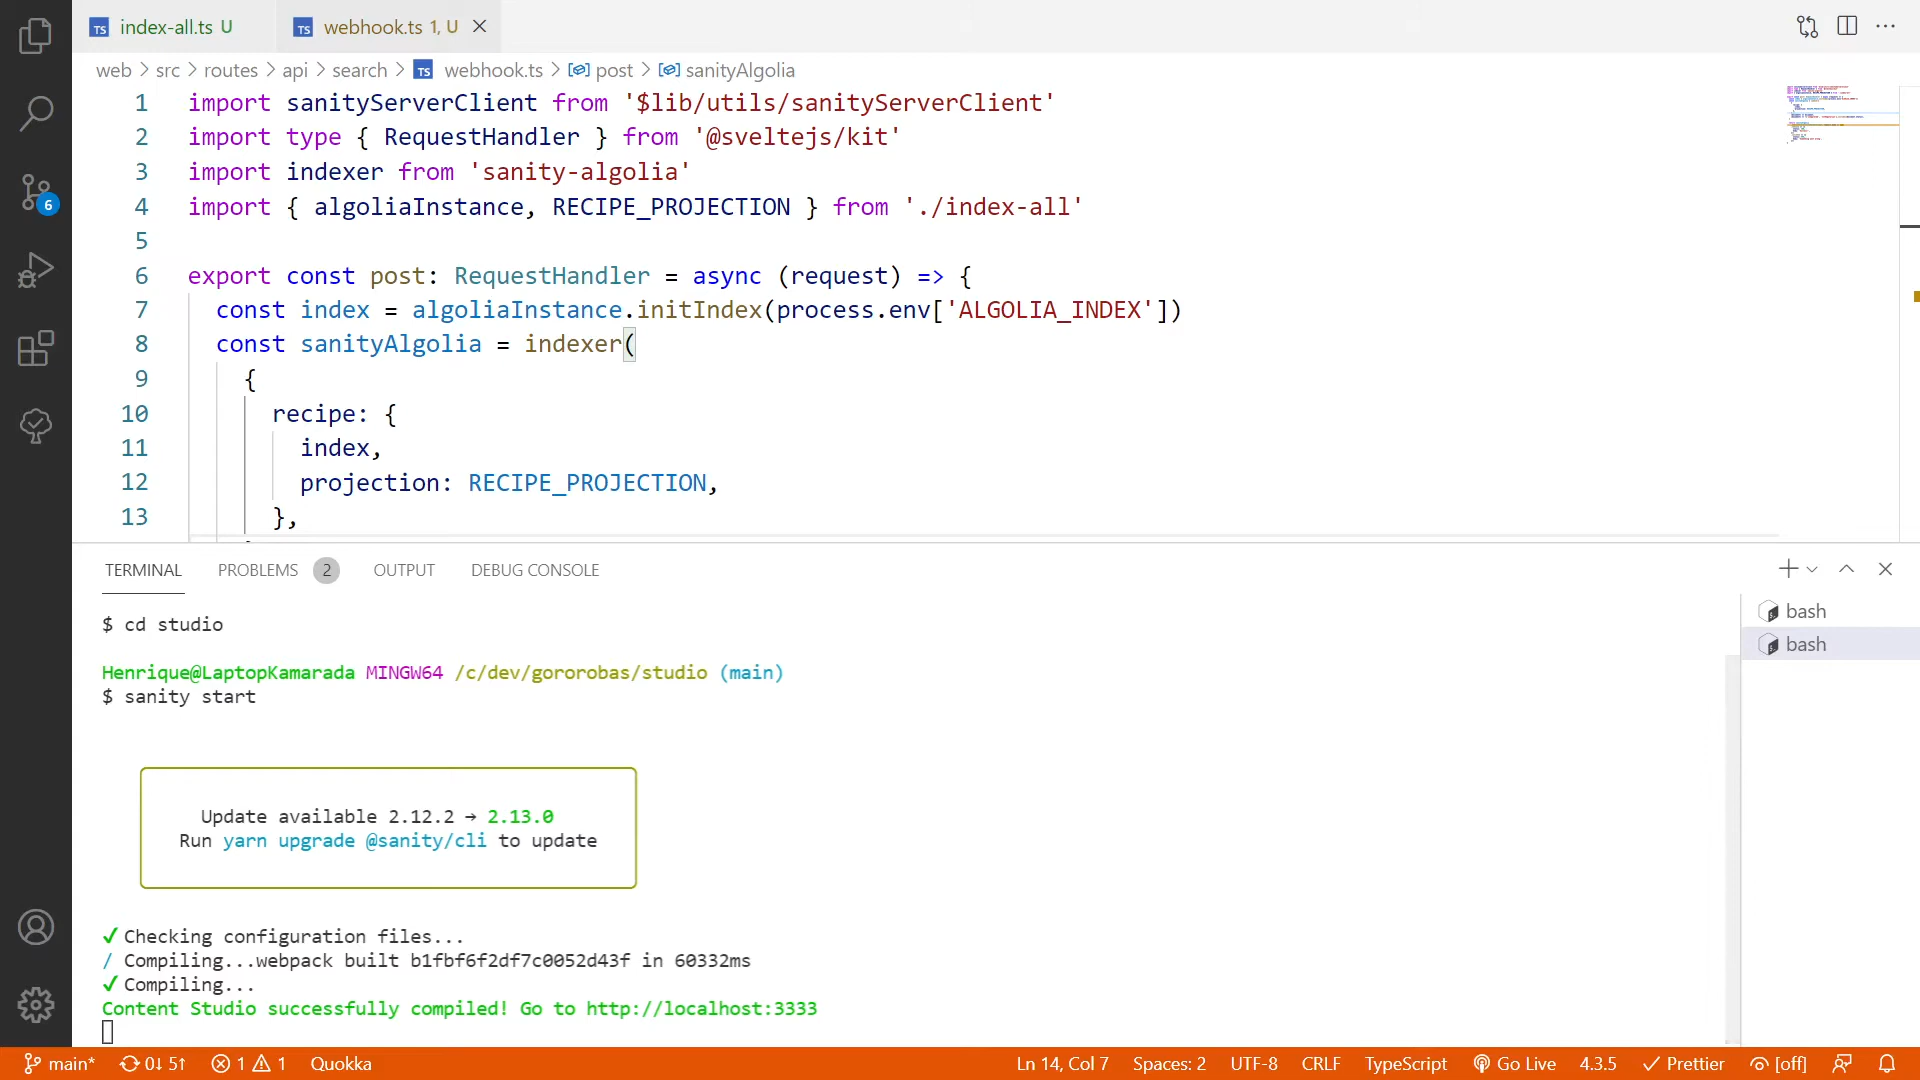 TS index-all.ts U
TS webhook.ts 1, U
web > src > routes > api > search > TS webhook.ts > post > sanityAlgolia
1 import sanityServerClient from '$lib/utils/sanityServerClient'
2 import type { RequestHandler } from '@sveltejs/kit'
3 import indexer from 'sanity-algolia'
4 import { algoliaInstance, RECIPE_PROJECTION } from './index-all'
5
6 export const post: RequestHandler = async (request) => {
7 const index = algoliaInstance.initIndex(process.env['ALGOLIA_INDEX'])
8 const sanityAlgolia = indexer(
9 {
10 recipe: {
11 index,
12 projection: RECIPE_PROJECTION,
13 },
6
TERMINAL PROBLEMS 2 OUTPUT DEBUG CONSOLE
$ cd studio
Henrique@LaptopKamarada MINGW64 /c/dev/gororobas/studio (main)
$ sanity start
Update available 2.12.2 → 2.13.0
Run yarn upgrade @sanity/cli to update
✓ Checking configuration files...
/ Compiling...webpack built b1fbf6f2df7c0052d43f in 60332ms
✓ Compiling...
Content Studio successfully compiled! Go to http://localhost:3333
bash
bash
main* 0↓ 5↑ 1 1 Quokka Ln 14, Col 7 Spaces: 2 UTF-8 CRLF TypeScript Go Live 4.3.5 Prettier [off]